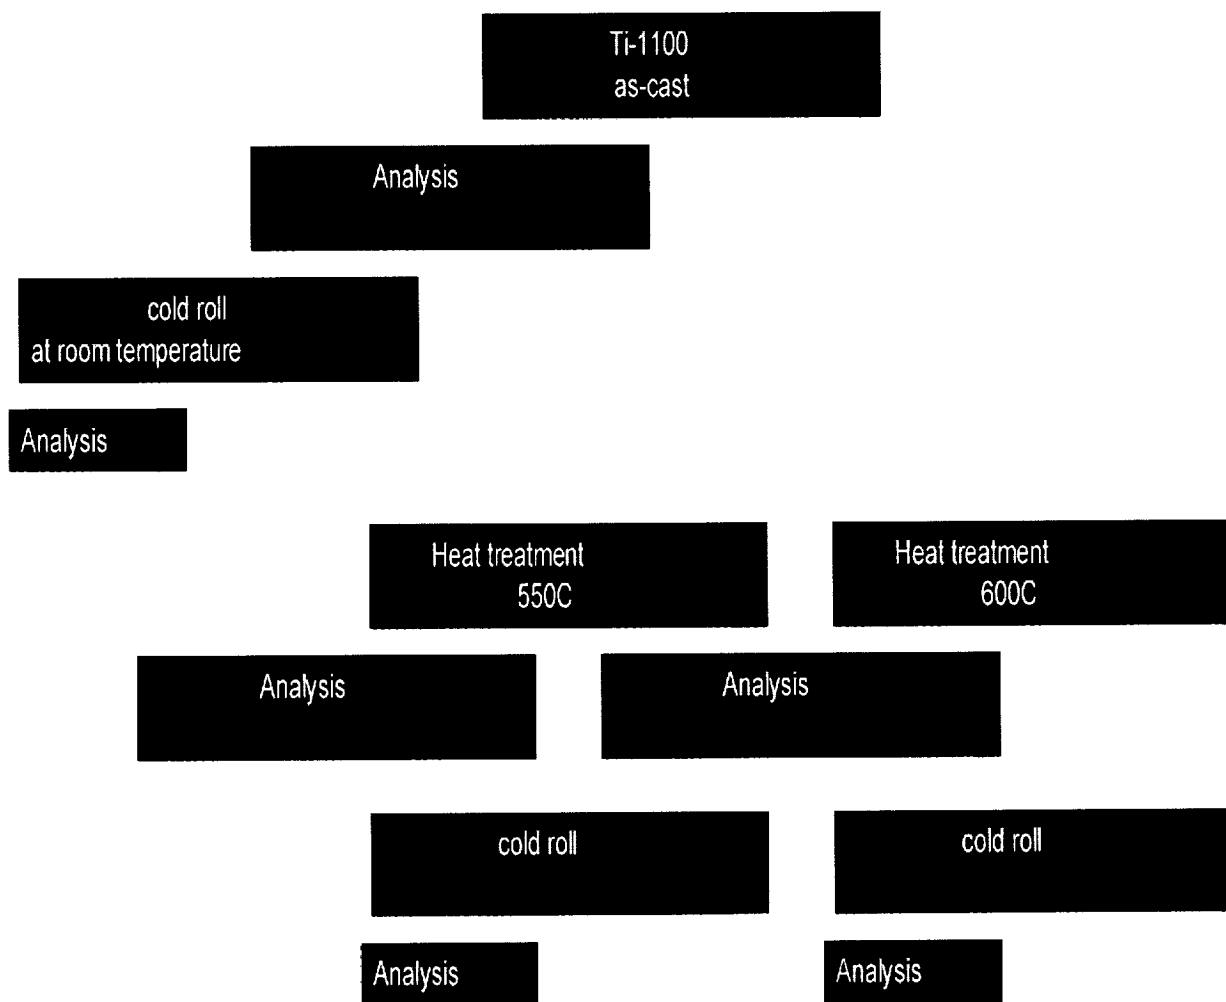 Ti-1100
as-cast
Analysis
cold roll
at room temperature
Analysis
Heat treatment
550C
Heat treatment
600C
Analysis
Analysis
cold roll
cold roll
Analysis
Analysis